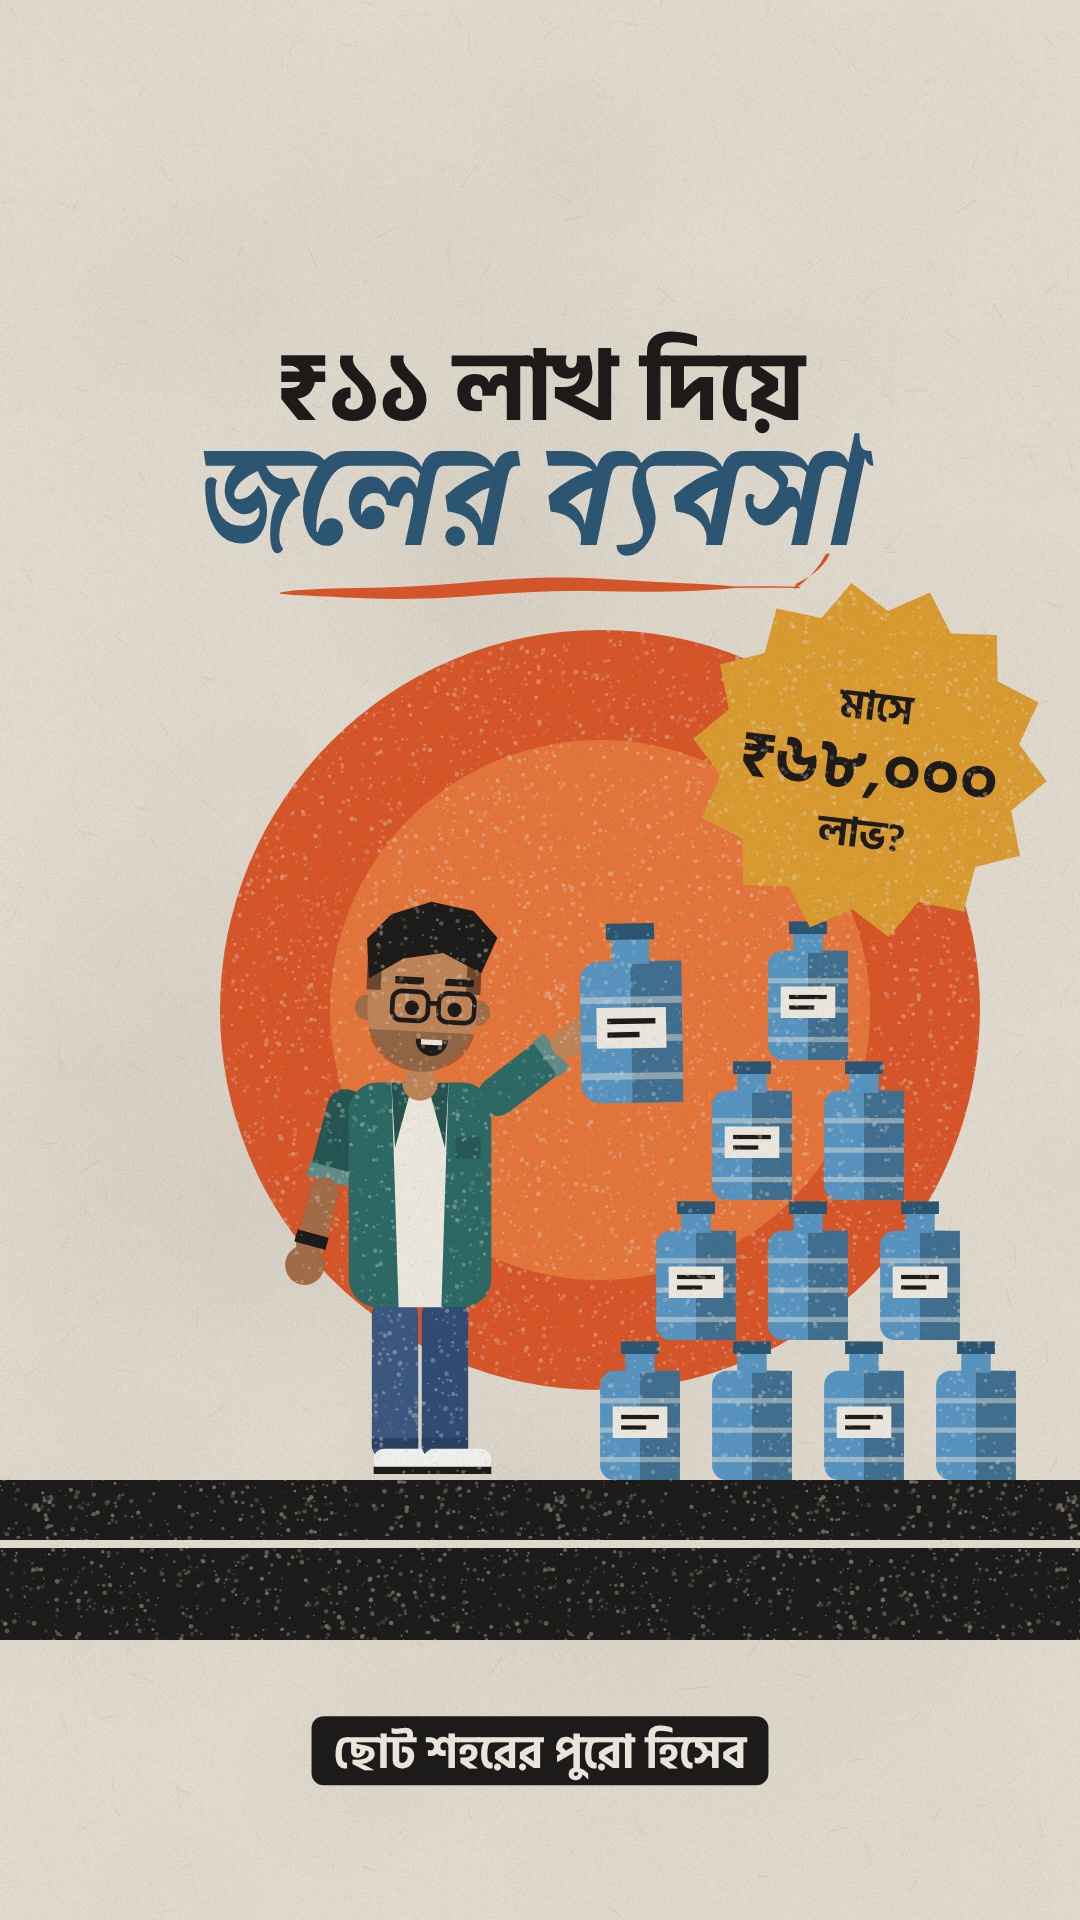 ₹১১ লাখ দিয়ে
জলের ব্যবসা
মাসে
₹৬৮,০০০
লাভ?
ছোট শহরের পুরো হিসেব